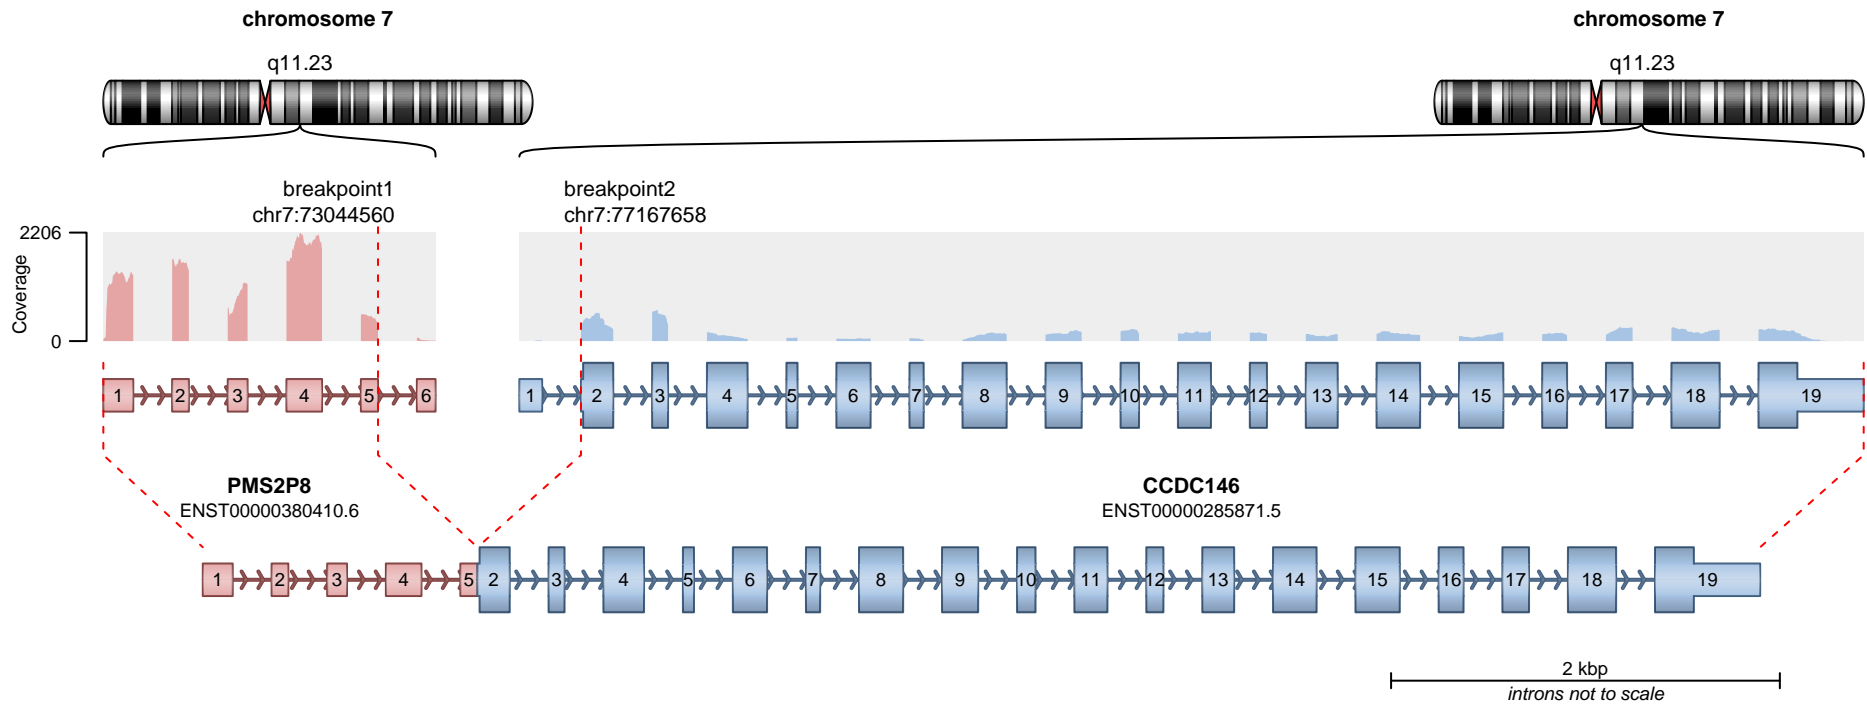 chromosome 7
chromosome 7
q11.23
q11.23
breakpoint1
chr7:73044560
breakpoint2
chr7:77167658
2206
Coverage
0
1 2 3 4 5 6
1 2 3 4 5 6 7 8 9 10 11 12 13 14 15 16 17 18 19
PMS2P8
ENST00000380410.6
CCDC146
ENST00000285871.5
1 2 3 4 5 2 3 4 5 6 7 8 9 10 11 12 13 14 15 16 17 18 19
2 kbp
introns not to scale